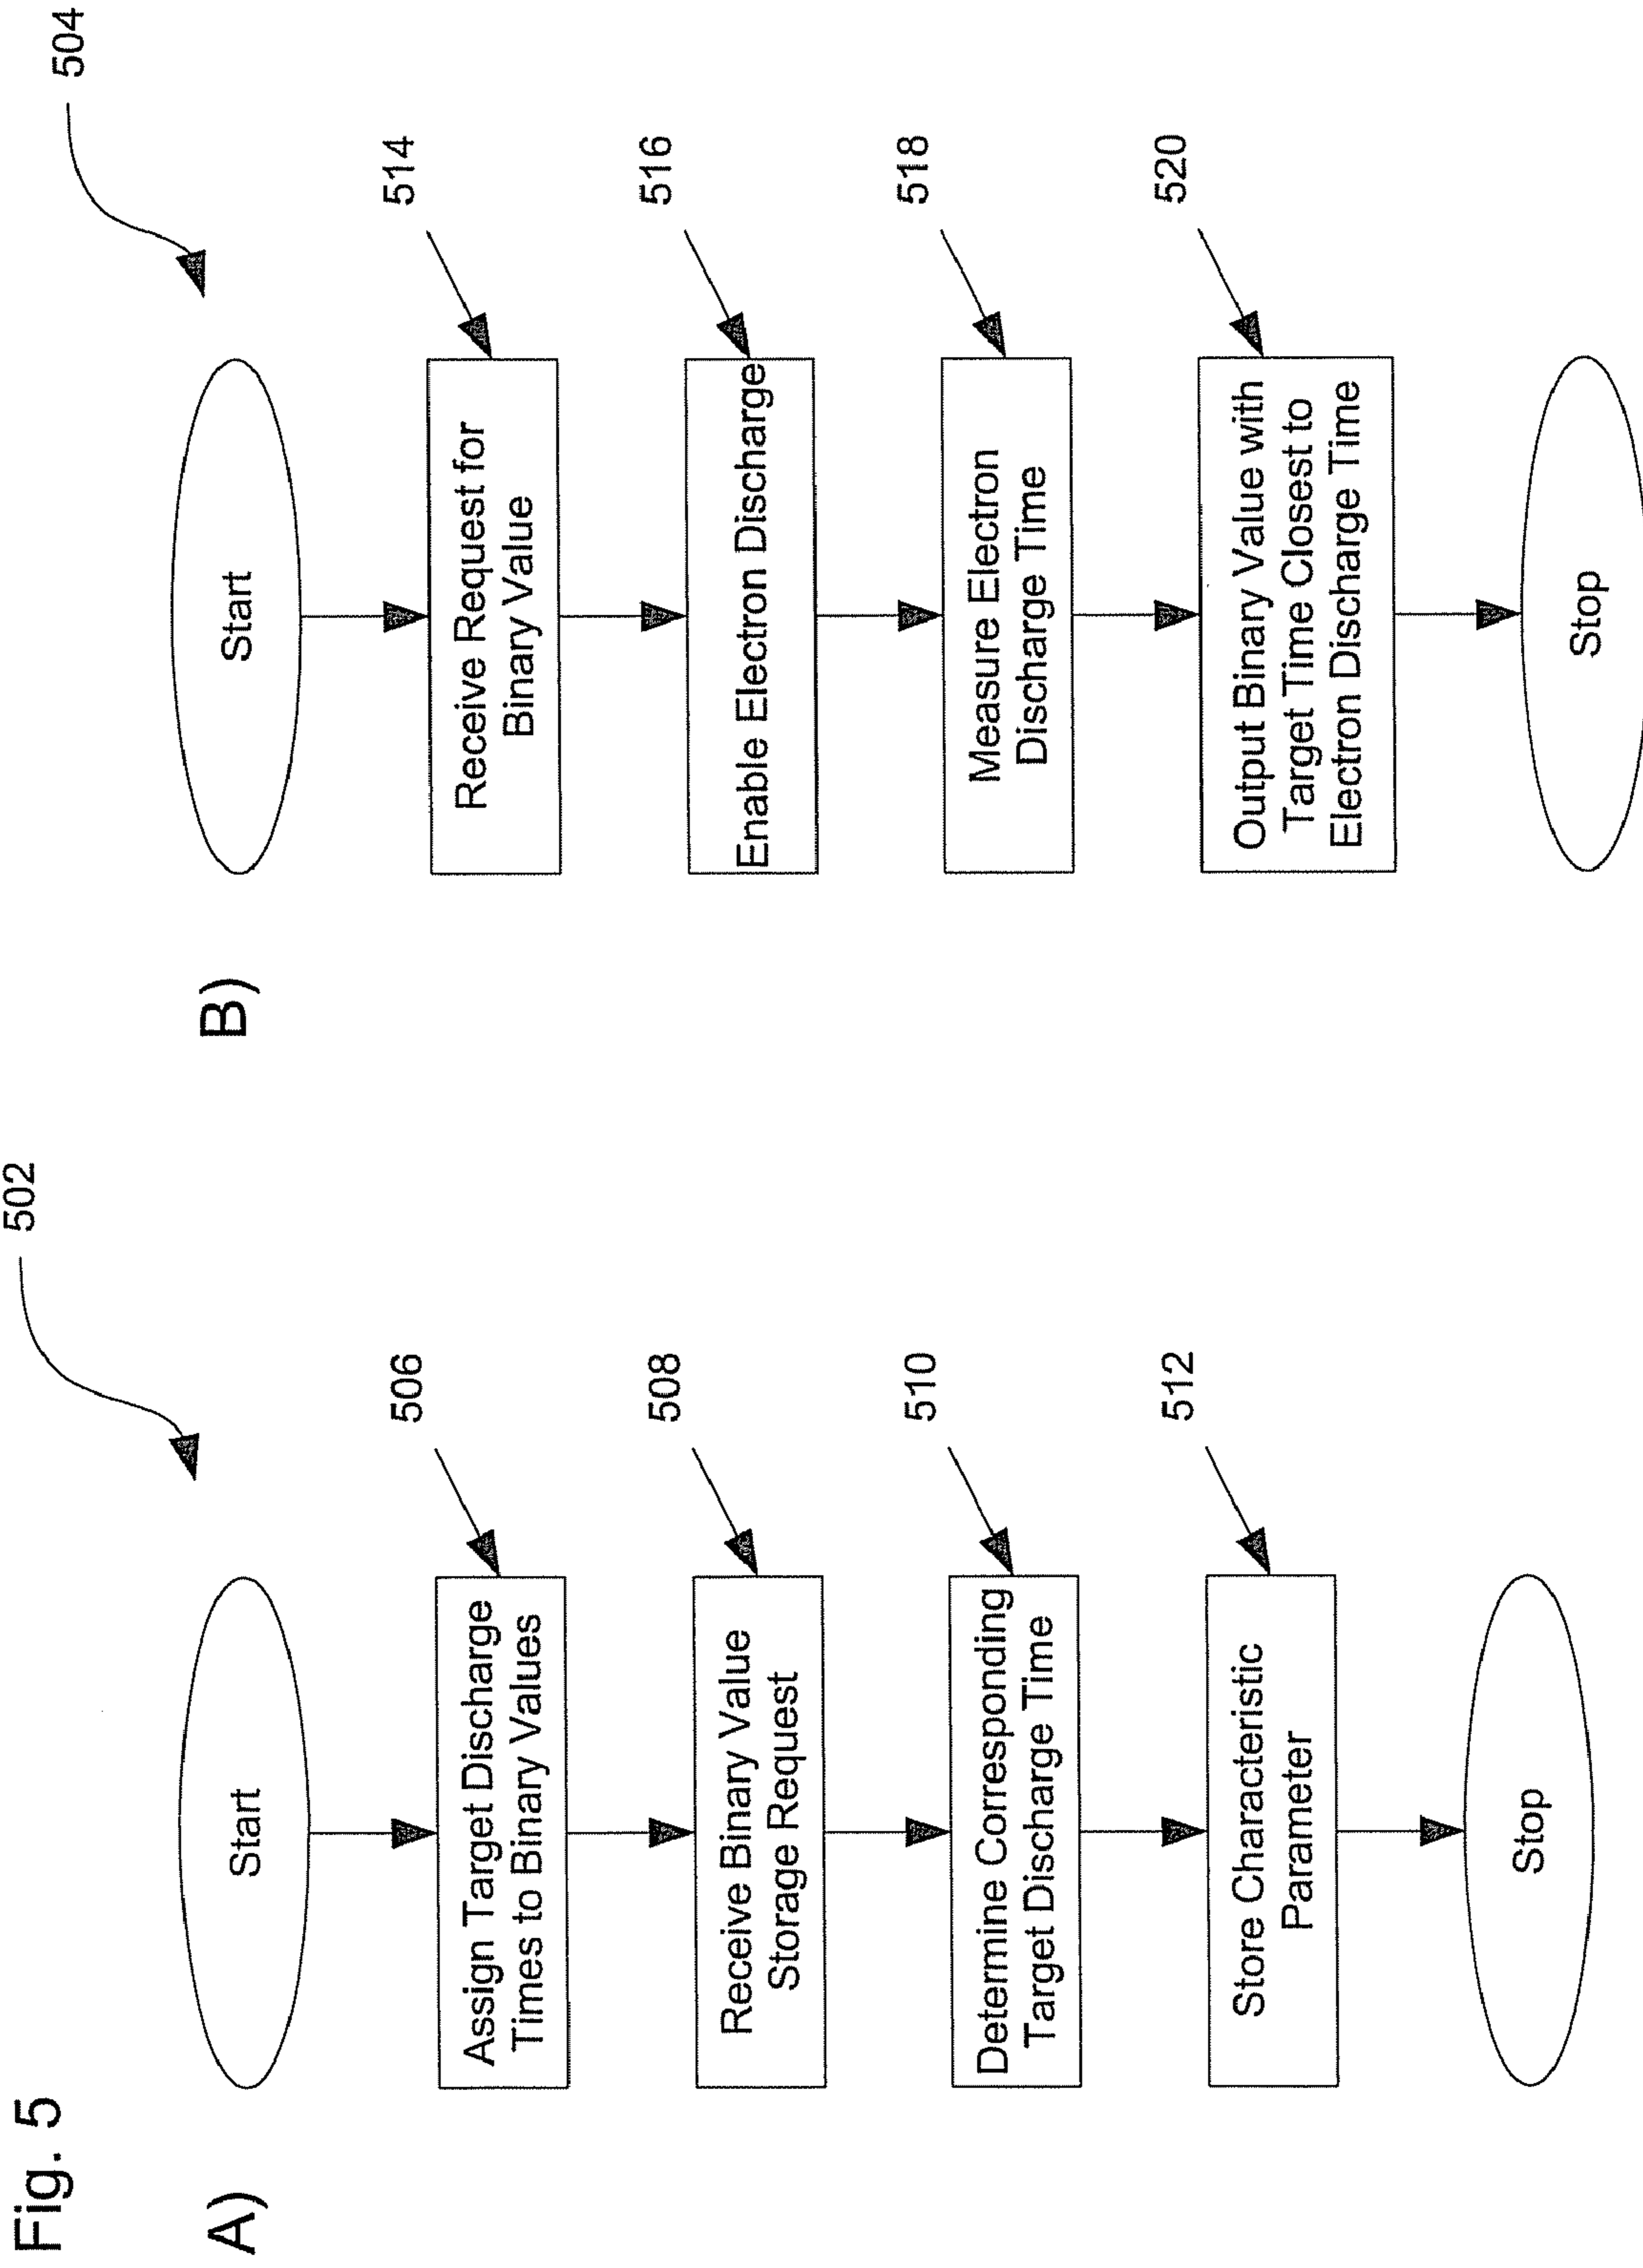 Fig. 5
A)
502
Start
506
Assign Target Discharge
Times to Binary Values
508
Receive Binary Value
Storage Request
510
Determine Corresponding
Target Discharge Time
512
Store Characteristic
Parameter
Stop
B)
504
Start
514
Receive Request for
Binary Value
516
Enable Electron Discharge
518
Measure Electron
Discharge Time
520
Output Binary Value with
Target Time Closest to
Electron Discharge Time
Stop